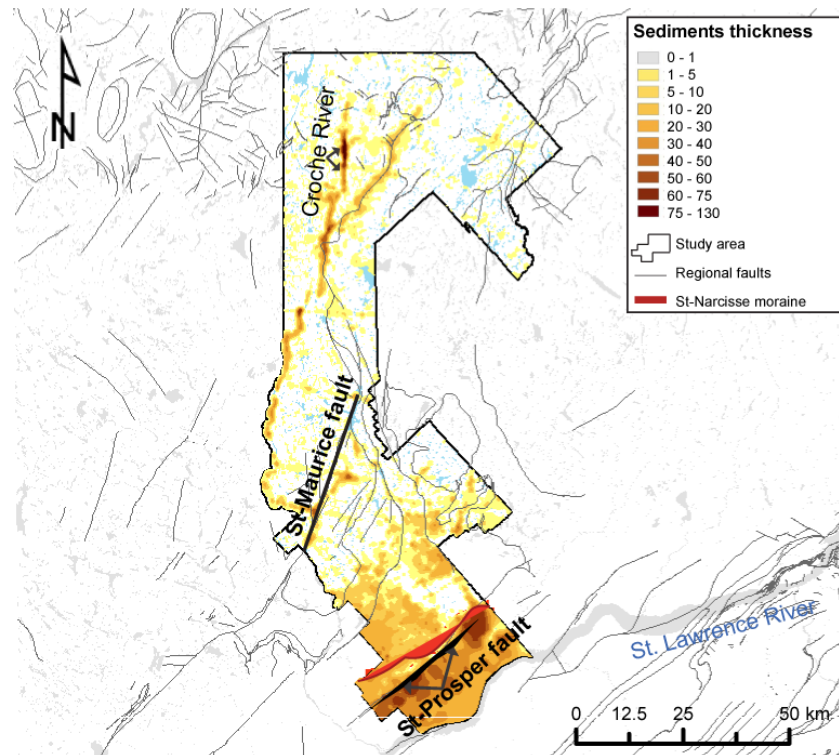 Sediments thickness
0 - 1
1 - 5
5 - 10
10 - 20
20 - 30
30 - 40
40 - 50
50 - 60
60 - 75
75 - 130
Study area
Regional faults
St-Narcisse moraine
N
Croche River
St-Maurice fault
St-Prosper fault
St. Lawrence River
0 12.5 25 50 km